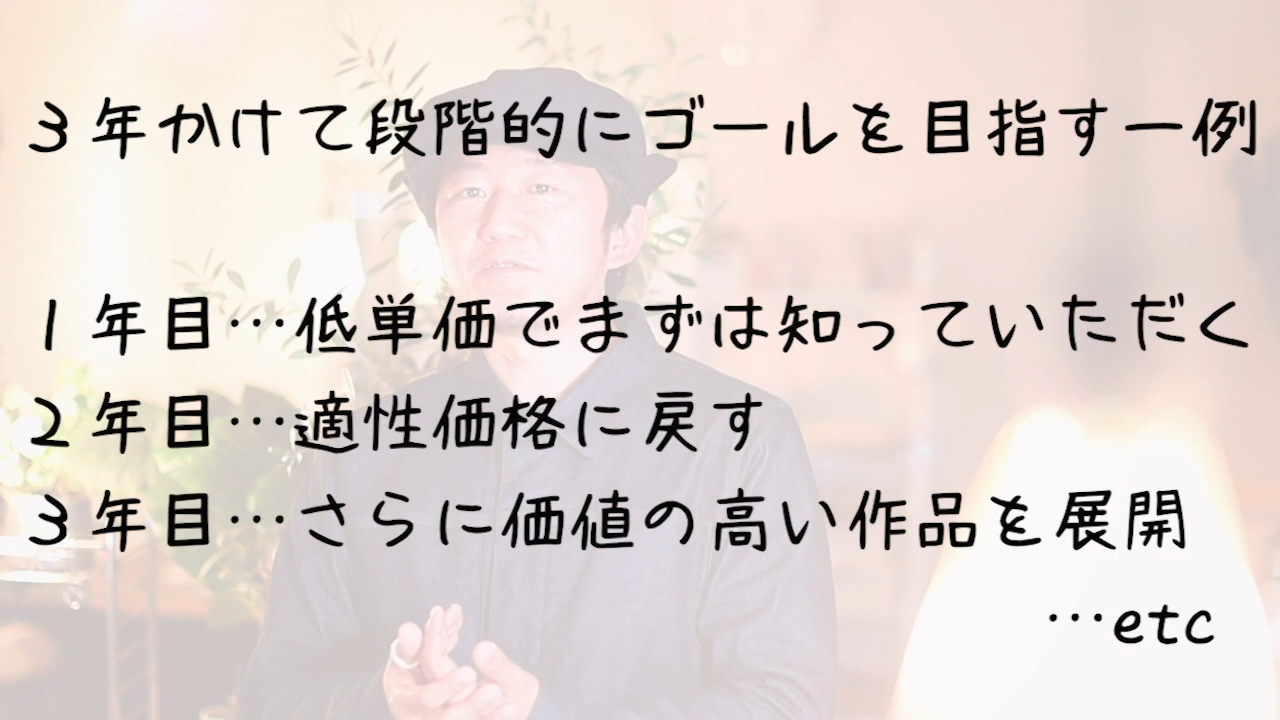 ３年かけて段階的にゴールを目指す一例
１年目…低単価でまずは知っていただく
２年目…適性価格に戻す
３年目…さらに価値の高い作品を展開
…etc